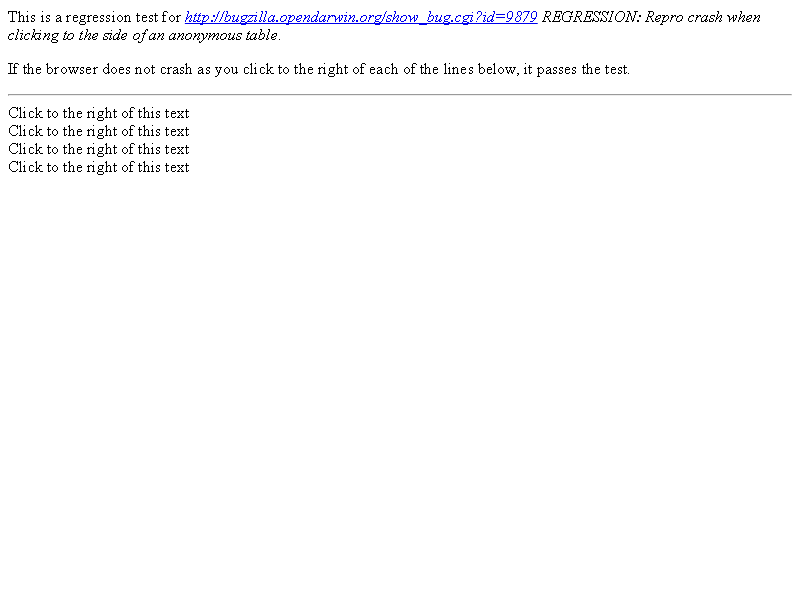 This is a regression test for http://bugzilla.opendarwin.org/show_bug.cgi?id=9879 REGRESSION: Repro crash when
clicking to the side of an anonymous table.
If the browser does not crash as you click to the right of each of the lines below, it passes the test.
Click to the right of this text
Click to the right of this text
Click to the right of this text
Click to the right of this text